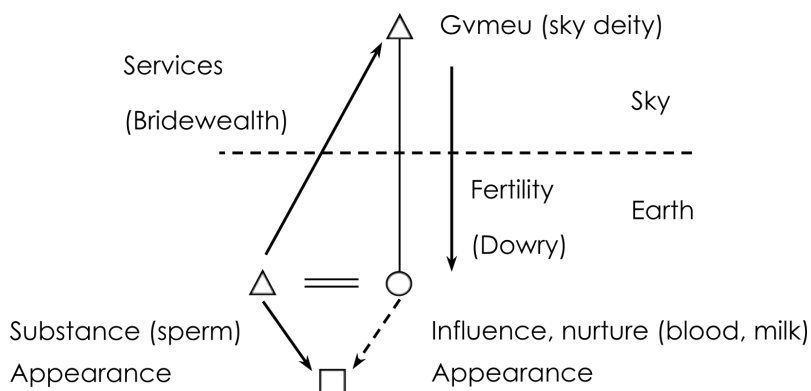 Gvmeu (sky deity)
Services
(Bridewealth)
Sky
Fertility
(Dowry)
Earth
Substance (sperm)
Appearance
Influence, nurture (blood, milk)
Appearance